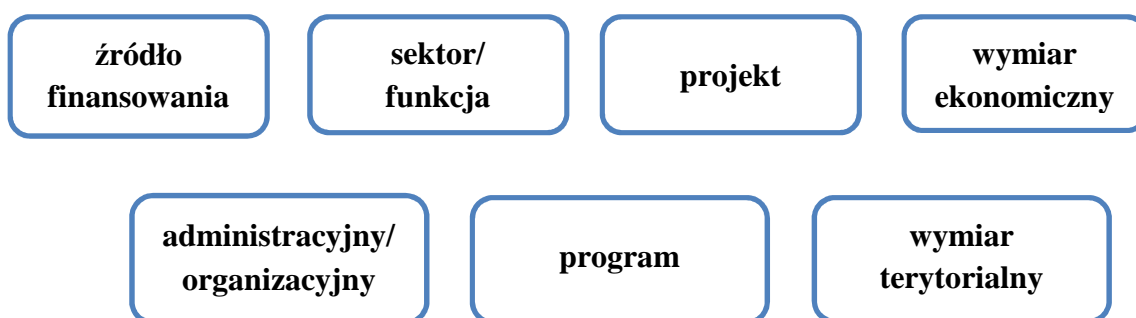 źródło
finansowania
sektor/
funkcja
projekt
wymiar
ekonomiczny
administracyjny/
organizacyjny
program
wymiar
terytorialny